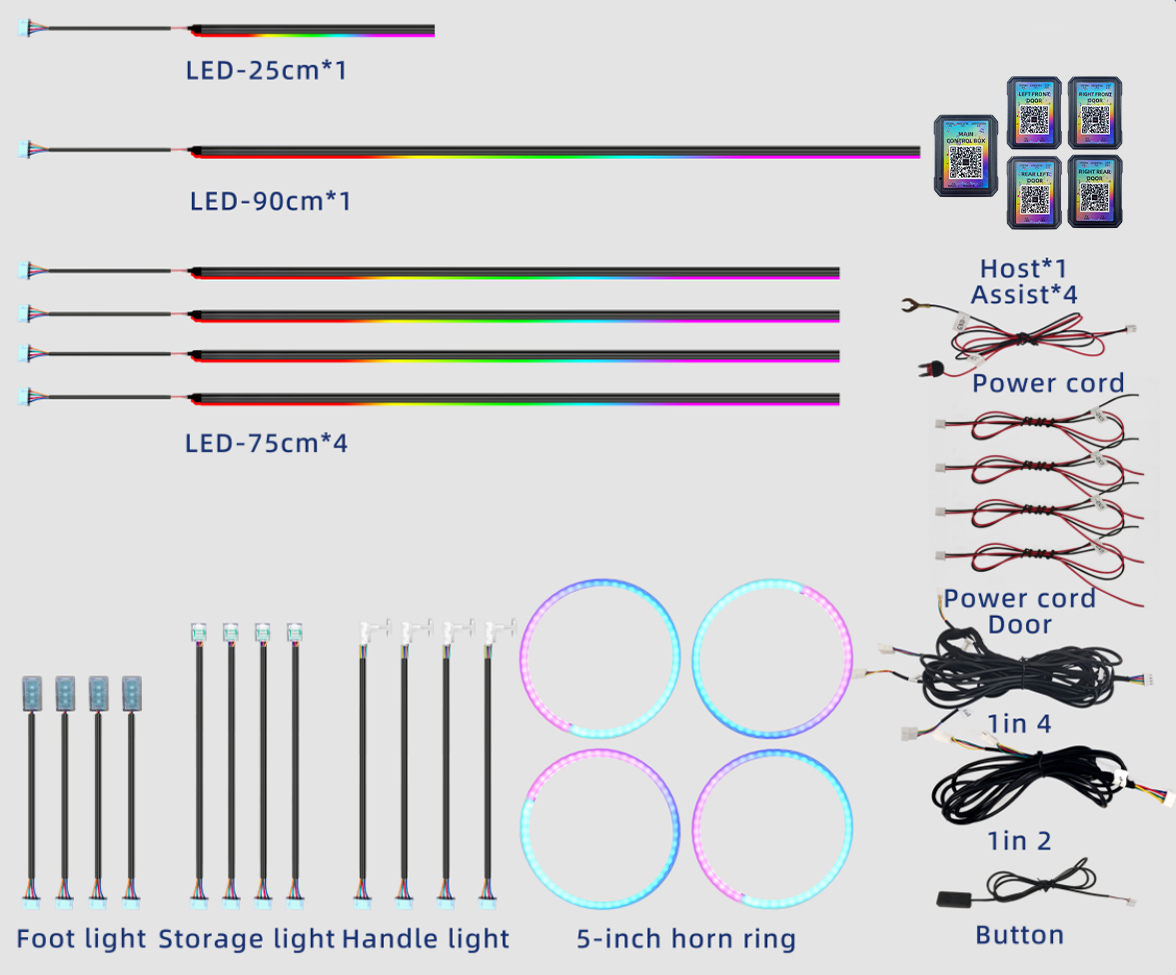 LED-25cm*1
LED-90cm*1
LED-75cm*4
MAIN
CONTROL BOX
LEFT FRONT
DOOR
RIGHT FRONT
DOOR
REAR LEFT
DOOR
RIGHT REAR
DOOR
Host*1
Assist*4
Power cord
Power cord
Door
1in 4
1in 2
Button
Foot light
Storage light
Handle light
5-inch horn ring